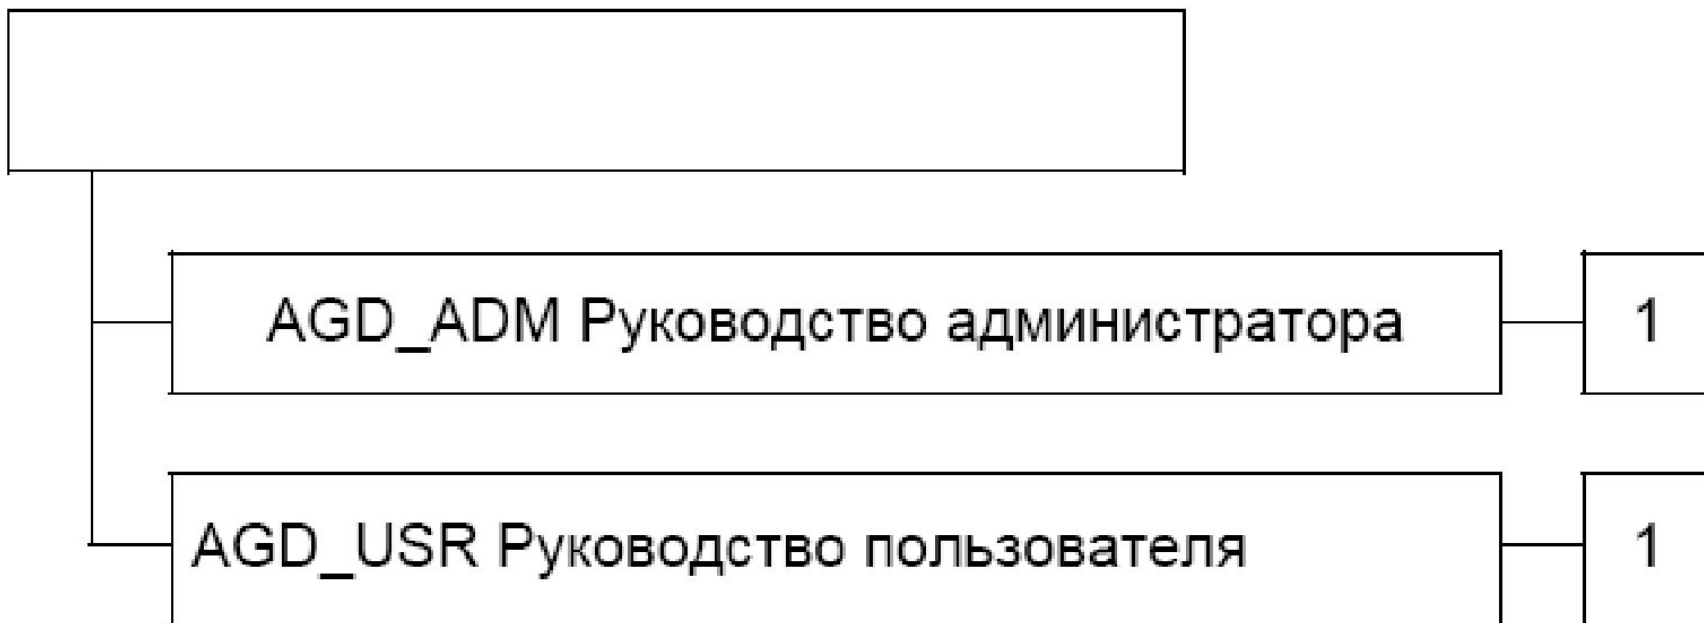 AGD_ADM Руководство администратора
1
AGD_USR Руководство пользователя
1